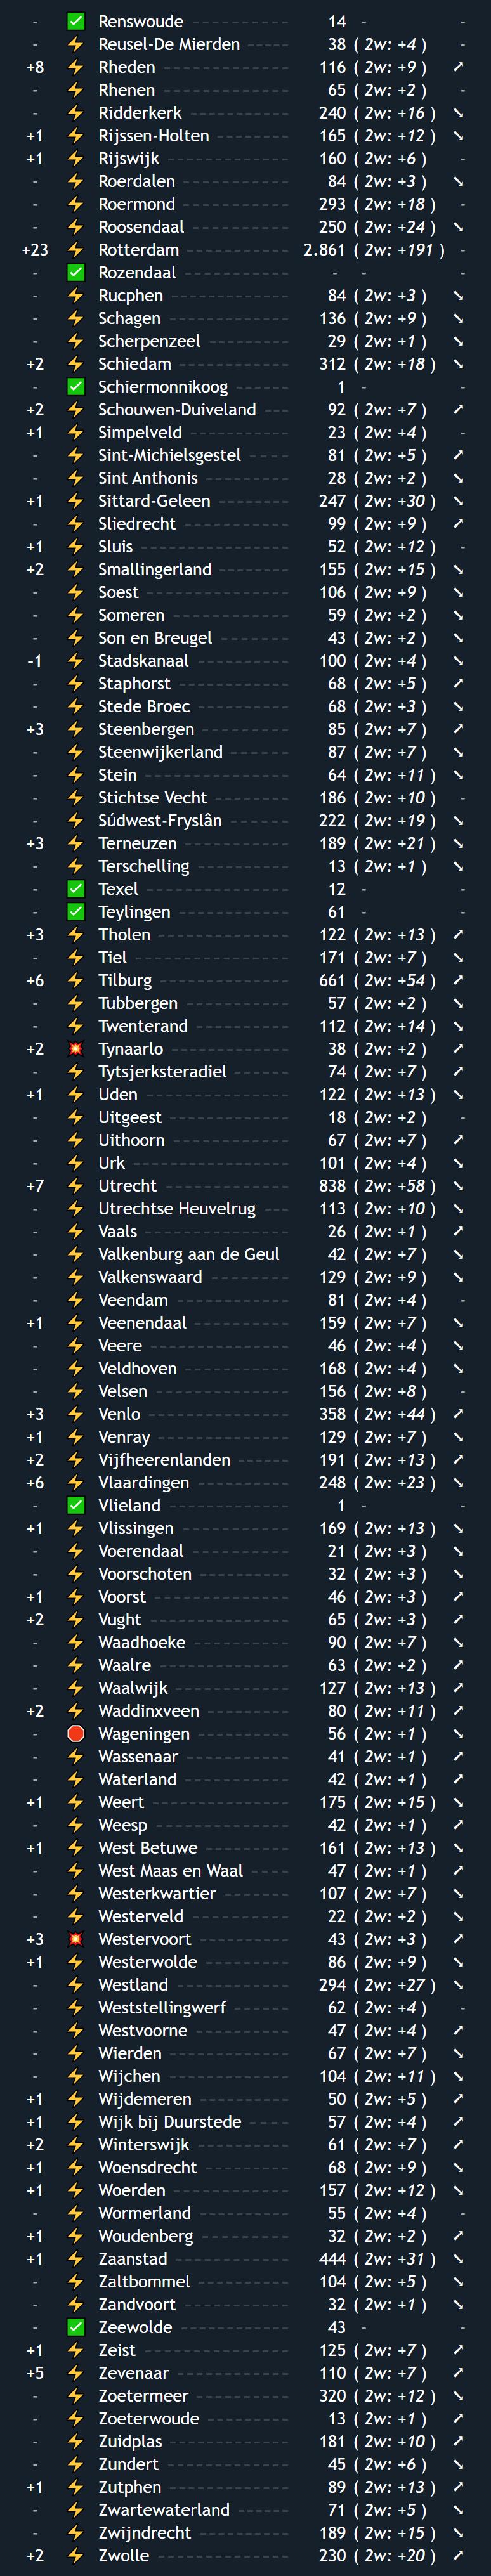 - ✅ Renswoude 14 - -
- ⚡ Reusel-De Mierden 38 ( 2w: +4 ) -
+8 ⚡ Rheden 116 ( 2w: +9 ) ➚
- ⚡ Rhenen 65 ( 2w: +2 ) -
- ⚡ Ridderkerk 240 ( 2w: +16 ) ➘
+1 ⚡ Rijssen-Holten 165 ( 2w: +12 ) ➘
+1 ⚡ Rijswijk 160 ( 2w: +6 ) -
- ⚡ Roerdalen 84 ( 2w: +3 ) ➘
- ⚡ Roermond 293 ( 2w: +18 ) -
- ⚡ Roosendaal 250 ( 2w: +24 ) ➘
+23 ⚡ Rotterdam 2.861 ( 2w: +191 ) -
- ✅ Rozendaal - - -
- ⚡ Rucphen 84 ( 2w: +3 ) ➘
- ⚡ Schagen 136 ( 2w: +9 ) ➘
- ⚡ Scherpenzeel 29 ( 2w: +1 ) ➘
+2 ⚡ Schiedam 312 ( 2w: +18 ) ➘
- ✅ Schiermonnikoog 1 - -
+2 ⚡ Schouwen-Duiveland 92 ( 2w: +7 ) ➚
+1 ⚡ Simpelveld 23 ( 2w: +4 ) -
- ⚡ Sint-Michielsgestel 81 ( 2w: +5 ) ➚
- ⚡ Sint Anthonis 28 ( 2w: +2 ) ➘
+1 ⚡ Sittard-Geleen 247 ( 2w: +30 ) ➘
- ⚡ Sliedrecht 99 ( 2w: +9 ) ➚
+1 ⚡ Sluis 52 ( 2w: +12 ) -
+2 ⚡ Smallingerland 155 ( 2w: +15 ) ➘
- ⚡ Soest 106 ( 2w: +9 ) ➘
- ⚡ Someren 59 ( 2w: +2 ) ➘
- ⚡ Son en Breugel 43 ( 2w: +2 ) ➘
-1 ⚡ Stadskanaal 100 ( 2w: +4 ) ➘
- ⚡ Staphorst 68 ( 2w: +5 ) ➚
- ⚡ Stede Broec 68 ( 2w: +3 ) ➘
+3 ⚡ Steenbergen 85 ( 2w: +7 ) ➚
- ⚡ Steenwijkerland 87 ( 2w: +7 ) ➘
- ⚡ Stein 64 ( 2w: +11 ) ➘
- ⚡ Stichtse Vecht 186 ( 2w: +10 ) -
- ⚡ Súdwest-Fryslân 222 ( 2w: +19 ) ➘
+3 ⚡ Terneuzen 189 ( 2w: +21 ) ➘
- ⚡ Terschelling 13 ( 2w: +1 ) ➘
- ✅ Texel 12 - -
- ✅ Teylingen 61 - -
+3 ⚡ Tholen 122 ( 2w: +13 ) ➚
- ⚡ Tiel 171 ( 2w: +7 ) ➘
+6 ⚡ Tilburg 661 ( 2w: +54 ) ➚
- ⚡ Tubbergen 57 ( 2w: +2 ) ➘
- ⚡ Twenterand 112 ( 2w: +14 ) ➘
+2 💥 Tynaarlo 38 ( 2w: +2 ) ➚
- ⚡ Tytsjerksteradiel 74 ( 2w: +7 ) ➚
+1 ⚡ Uden 122 ( 2w: +13 ) ➘
- ⚡ Uitgeest 18 ( 2w: +2 ) -
- ⚡ Uithoorn 67 ( 2w: +7 ) ➚
- ⚡ Urk 101 ( 2w: +4 ) ➘
+7 ⚡ Utrecht 838 ( 2w: +58 ) ➘
- ⚡ Utrechtse Heuvelrug 113 ( 2w: +10 ) ➘
- ⚡ Vaals 26 ( 2w: +1 ) ➚
- ⚡ Valkenburg aan de Geul 42 ( 2w: +7 ) ➘
- ⚡ Valkenswaard 129 ( 2w: +9 ) ➘
- ⚡ Veendam 81 ( 2w: +4 ) -
+1 ⚡ Veenendaal 159 ( 2w: +7 ) ➘
- ⚡ Veere 46 ( 2w: +4 ) ➘
- ⚡ Veldhoven 168 ( 2w: +4 ) ➘
- ⚡ Velsen 156 ( 2w: +8 ) -
+3 ⚡ Venlo 358 ( 2w: +44 ) ➚
+1 ⚡ Venray 129 ( 2w: +7 ) ➘
+2 ⚡ Vijfheerenlanden 191 ( 2w: +13 ) ➚
+6 ⚡ Vlaardingen 248 ( 2w: +23 ) ➘
- ✅ Vlieland 1 - -
+1 ⚡ Vlissingen 169 ( 2w: +13 ) ➘
- ⚡ Voerendaal 21 ( 2w: +3 ) ➘
- ⚡ Voorschoten 32 ( 2w: +3 ) ➘
+1 ⚡ Voorst 46 ( 2w: +3 ) ➚
+2 ⚡ Vught 65 ( 2w: +3 ) ➚
- ⚡ Waadhoeke 90 ( 2w: +7 ) ➘
- ⚡ Waalre 63 ( 2w: +2 ) ➚
- ⚡ Waalwijk 127 ( 2w: +13 ) ➚
+2 ⚡ Waddinxveen 80 ( 2w: +11 ) ➚
- 🛑 Wageningen 56 ( 2w: +1 ) ➘
- ⚡ Wassenaar 41 ( 2w: +1 ) ➚
- ⚡ Waterland 42 ( 2w: +1 ) ➚
+1 ⚡ Weert 175 ( 2w: +15 ) ➘
- ⚡ Weesp 42 ( 2w: +1 ) ➚
+1 ⚡ West Betuwe 161 ( 2w: +13 ) ➘
- ⚡ West Maas en Waal 47 ( 2w: +1 ) ➚
- ⚡ Westerkwartier 107 ( 2w: +7 ) ➘
- ⚡ Westerveld 22 ( 2w: +2 ) ➘
+3 💥 Westervoort 43 ( 2w: +3 ) ➚
+1 ⚡ Westerwolde 86 ( 2w: +9 ) ➘
- ⚡ Westland 294 ( 2w: +27 ) ➘
- ⚡ Weststellingwerf 62 ( 2w: +4 ) -
- ⚡ Westvoorne 47 ( 2w: +4 ) ➚
- ⚡ Wierden 67 ( 2w: +7 ) ➘
- ⚡ Wijchen 104 ( 2w: +11 ) ➘
+1 ⚡ Wijdemeren 50 ( 2w: +5 ) ➚
+1 ⚡ Wijk bij Duurstede 57 ( 2w: +4 ) ➚
+2 ⚡ Winterswijk 61 ( 2w: +7 ) ➚
+1 ⚡ Woensdrecht 68 ( 2w: +9 ) ➘
+1 ⚡ Woerden 157 ( 2w: +12 ) ➘
- ⚡ Wormerland 55 ( 2w: +4 ) -
+1 ⚡ Woudenberg 32 ( 2w: +2 ) ➚
+1 ⚡ Zaanstad 444 ( 2w: +31 ) ➘
- ⚡ Zaltbommel 104 ( 2w: +5 ) ➘
- ⚡ Zandvoort 32 ( 2w: +1 ) ➘
- ✅ Zeewolde 43 - -
+1 ⚡ Zeist 125 ( 2w: +7 ) ➚
+5 ⚡ Zevenaar 110 ( 2w: +7 ) ➚
- ⚡ Zoetermeer 320 ( 2w: +12 ) ➘
- ⚡ Zoeterwoude 13 ( 2w: +1 ) ➚
- ⚡ Zuidplas 181 ( 2w: +10 ) ➚
- ⚡ Zundert 45 ( 2w: +6 ) ➘
+1 ⚡ Zutphen 89 ( 2w: +13 ) ➚
- ⚡ Zwartewaterland 71 ( 2w: +5 ) ➘
- ⚡ Zwijndrecht 189 ( 2w: +15 ) ➘
+2 ⚡ Zwolle 230 ( 2w: +20 ) ➚